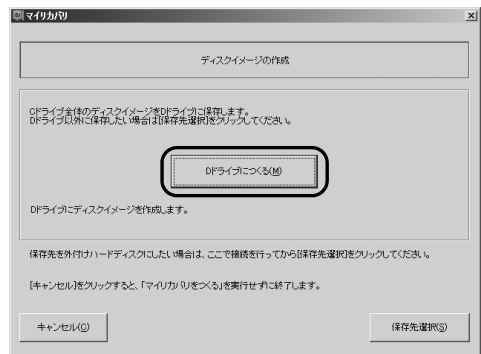 マイリカバリ
ディスクイメージの作成
Cドライブ全体のディスクイメージをDドライブに保存します。
Dドライブ以外に保存したい場合は[保存先選択]をクリックしてください。
Dドライブにつくる(M)
Dドライブにディスクイメージを作成します。
保存先を外付けハードディスクにしたい場合は、ここで接続を行ってから[保存先選択]をクリックしてください。
[キャンセル]をクリックすると、「マイリカバリをつくる」を実行せずに終了します。
キャンセル(C)
保存先選択(S)